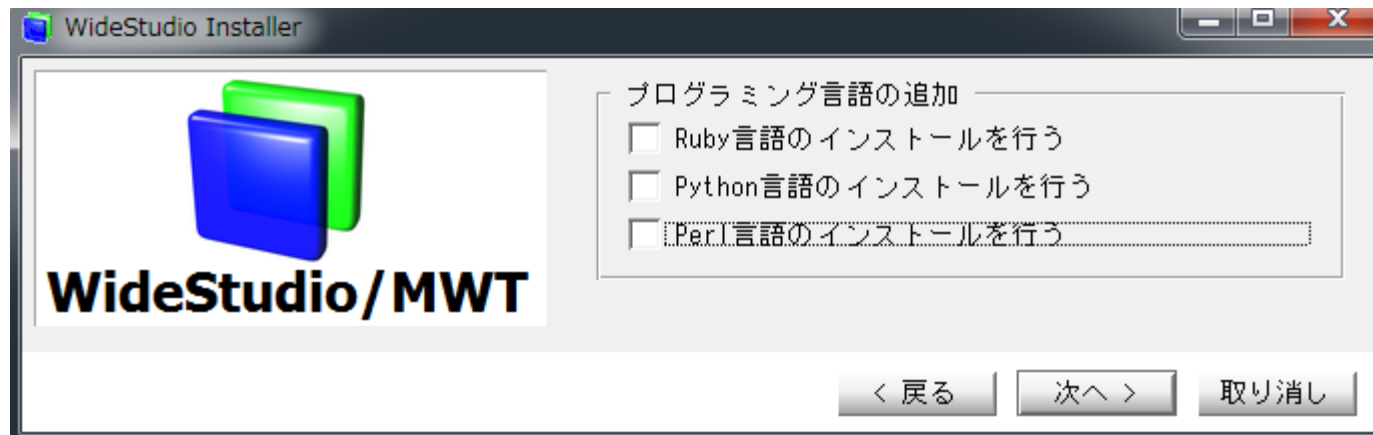 WideStudio Installer
WideStudio/MWT
プログラミング言語の追加
Ruby言語のインストールを行う
Python言語のインストールを行う
Perl言語のインストールを行う
< 戻る
次へ >
取り消し